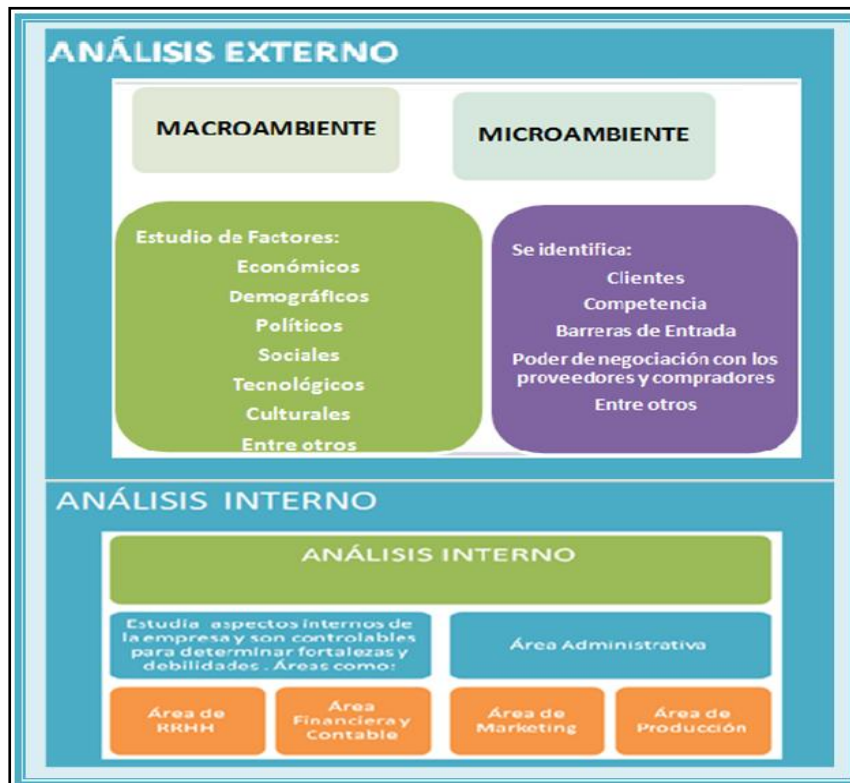 ANÁLISIS EXTERNO
MACROAMBIENTE
MICROAMBIENTE
Estudio de Factores:
Económicos
Demográficos
Políticos
Sociales
Tecnológicos
Culturales
Entre otros
Se identifica:
Clientes
Competencia
Barreras de Entrada
Poder de negociación con los
proveedores y compradores
Entre otros
ANÁLISIS INTERNO
ANÁLISIS INTERNO
Estudia aspectos internos de
la empresa y son controlables
para determinar fortalezas y
debilidades . Áreas como:
Área Administrativa
Área de
RRHH
Área
Financiera y
Contable
Área de
Marketing
Área de
Producción